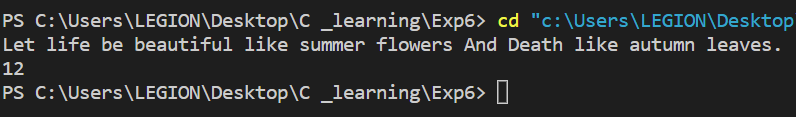 PS C:\Users\LEGION\Desktop\C _learning\Exp6> cd "c:\Users\LEGION\Desktop
Let life be beautiful like summer flowers And Death like autumn leaves.
12
PS C:\Users\LEGION\Desktop\C _learning\Exp6>